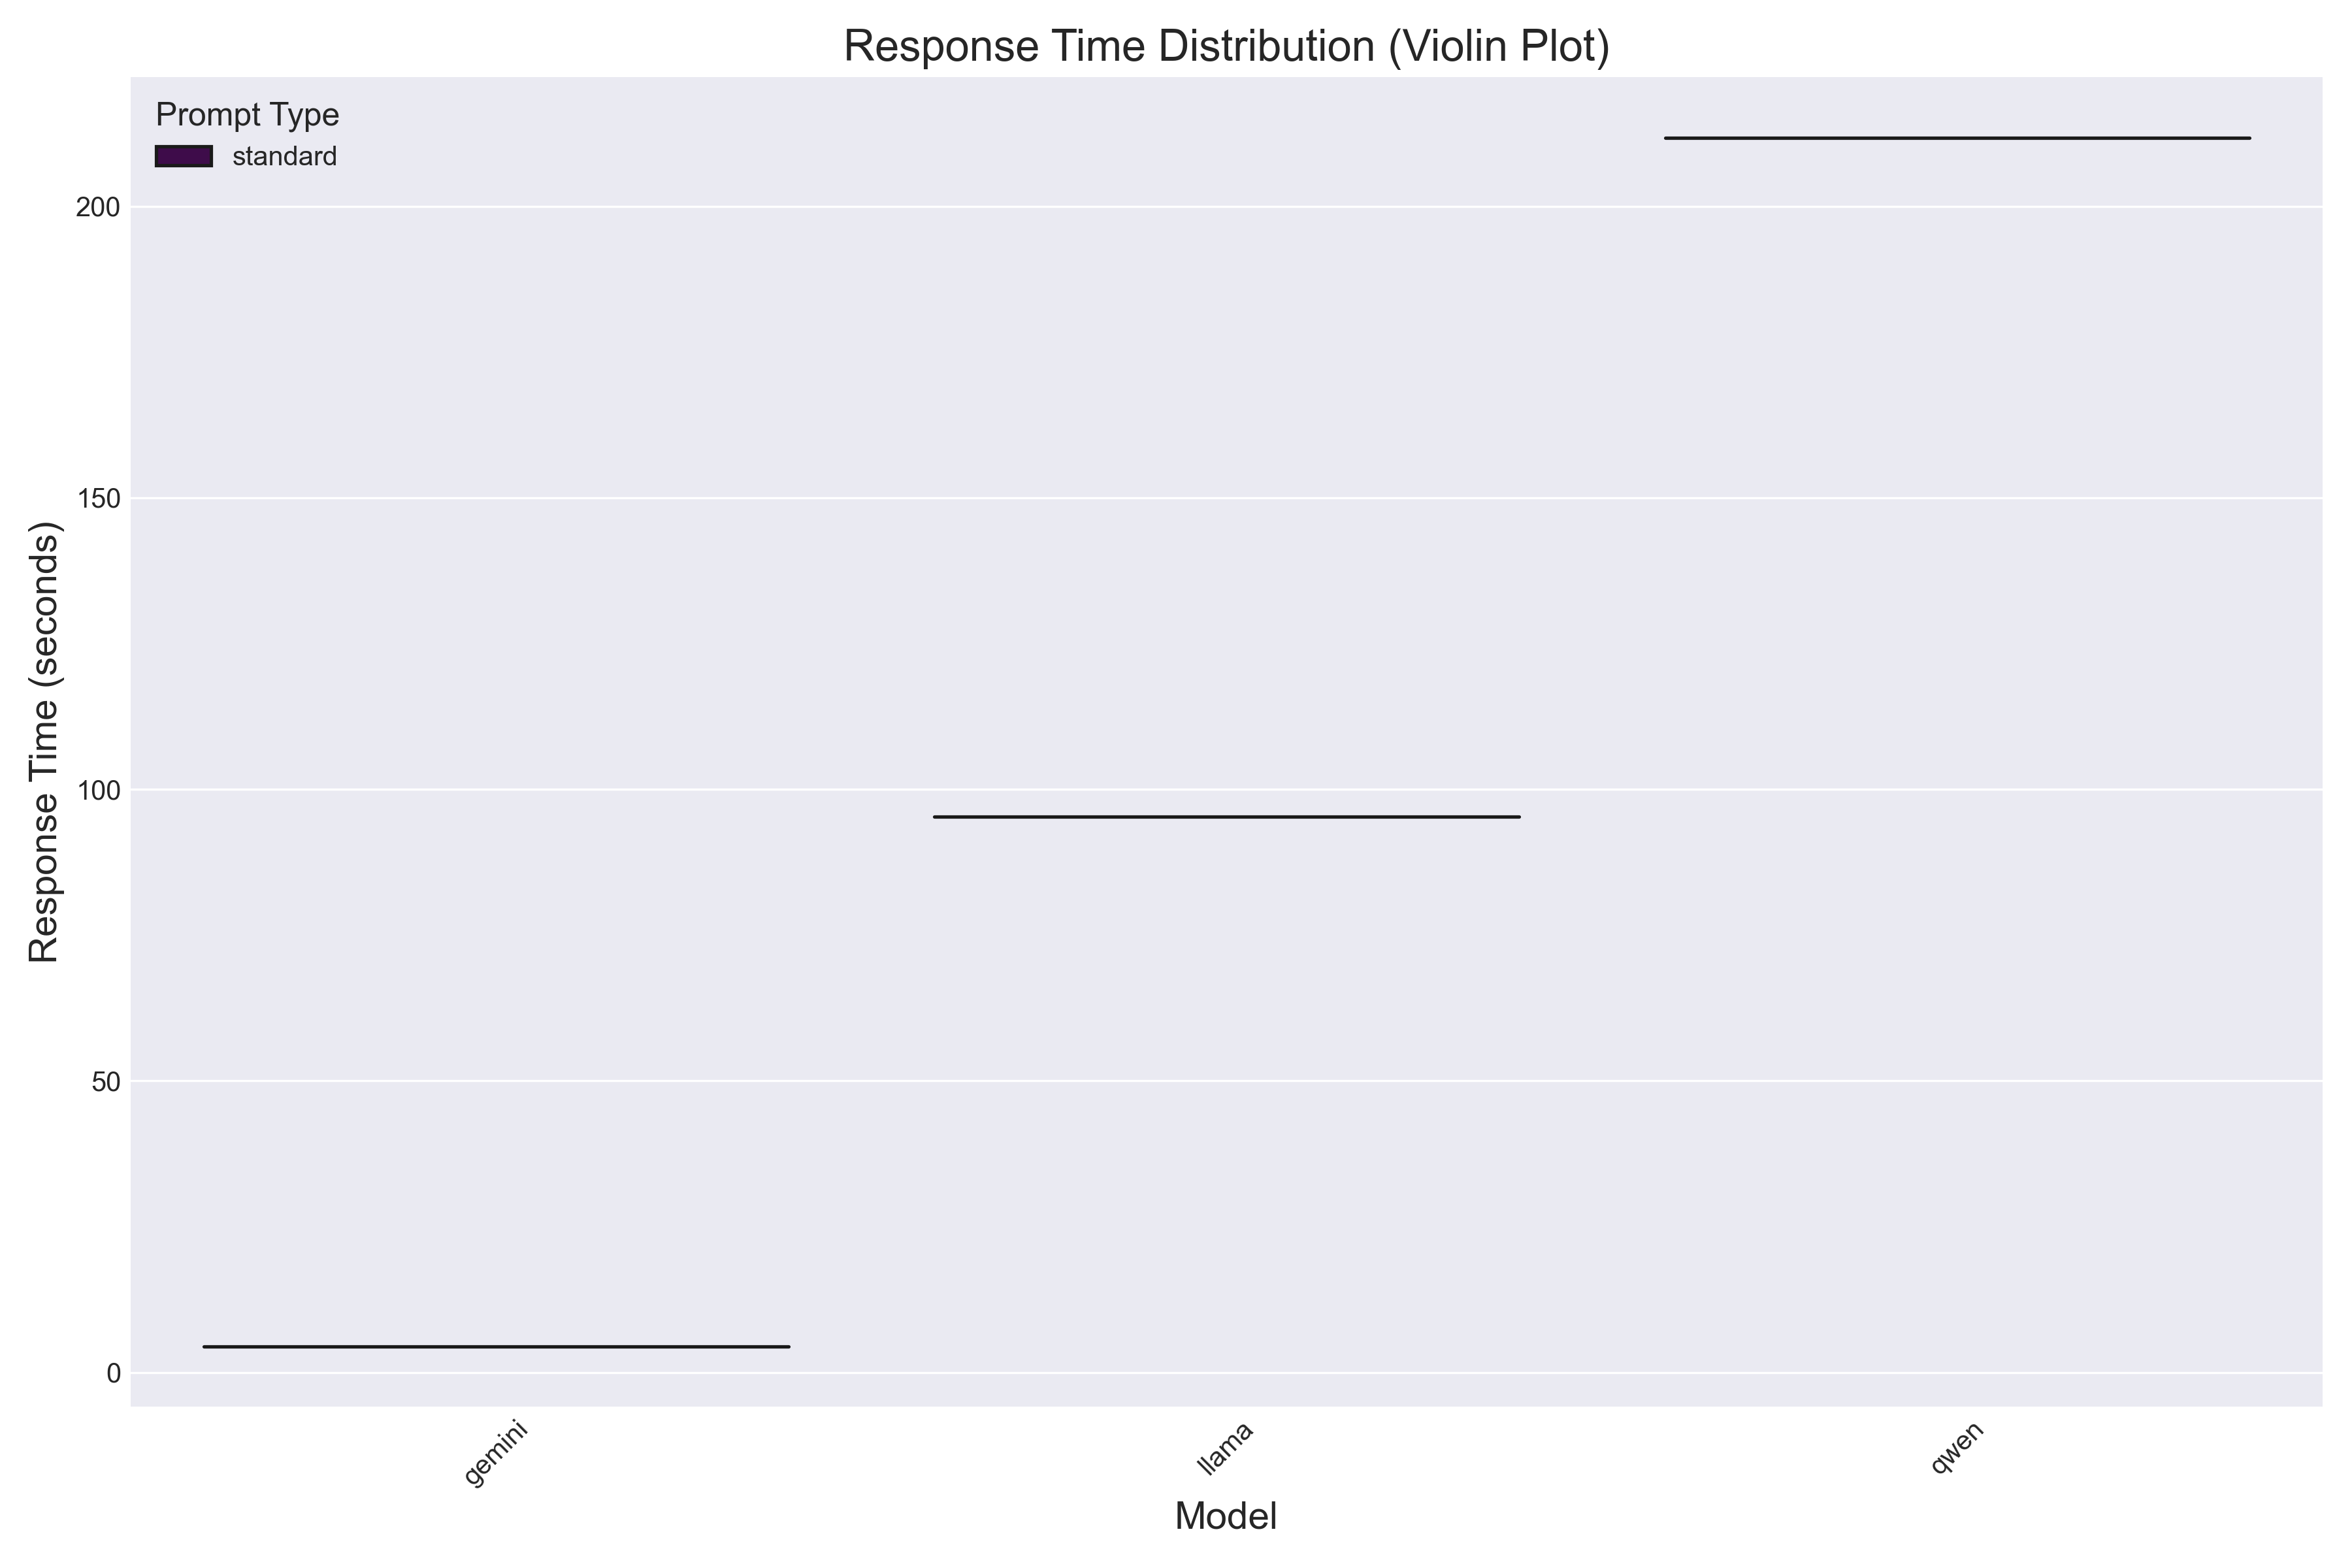 Response Time Distribution (Violin Plot)
Prompt Type
standard
200
150
100
50
0
Response Time (seconds)
gemini
llama
qwen
Model